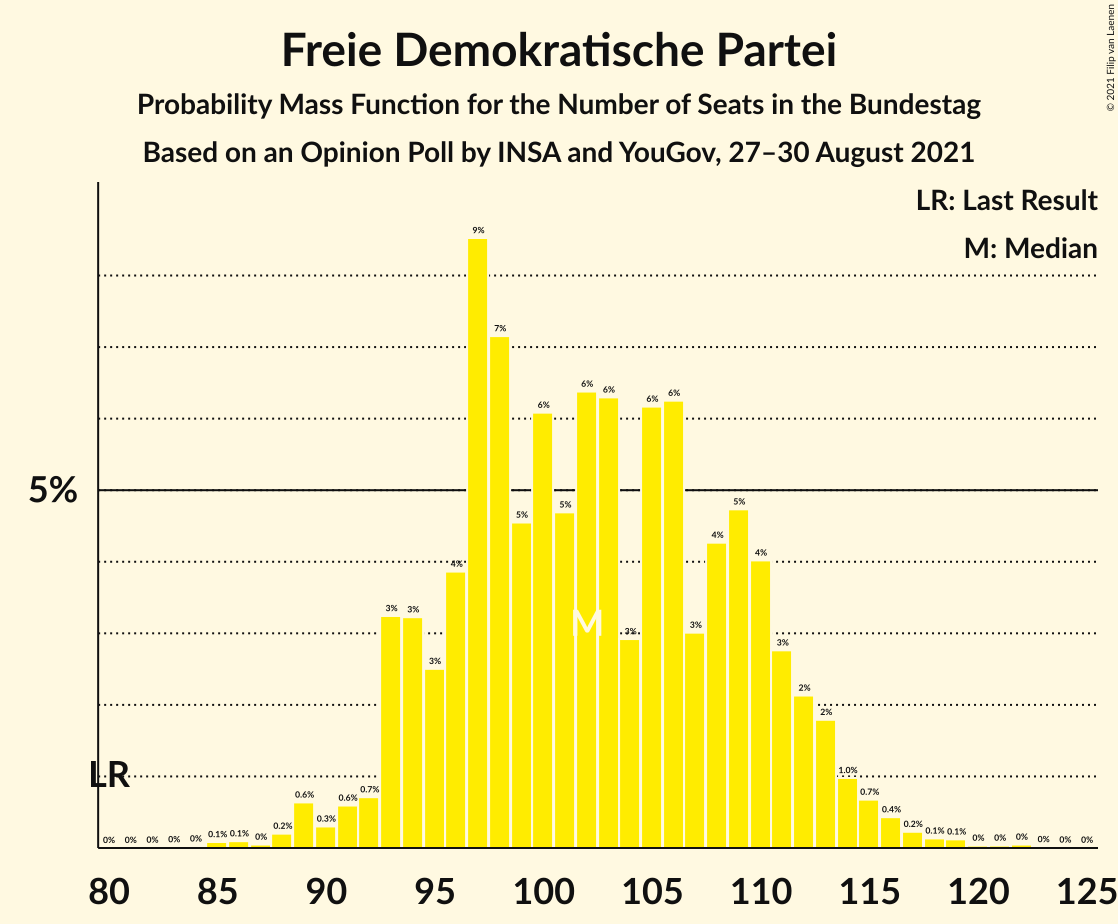 Freie Demokratische Partei
Probability Mass Function for the Number of Seats in the Bundestag
Based on an Opinion Poll by INSA and YouGov, 27–30 August 2021
© 2021 Filip van Laenen
LR: Last Result
M: Median
5%
LR
M
0% 0% 0% 0% 0% 0.1% 0.1% 0% 0.2% 0.6% 0.3% 0.6% 0.7% 3% 3% 3% 4% 9% 7% 5% 6% 5% 6% 6% 3% 6% 6% 3% 4% 5% 4% 3% 2% 2% 1.0% 0.7% 0.4% 0.2% 0.1% 0.1% 0% 0% 0% 0% 0% 0%
80 85 90 95 100 105 110 115 120 125